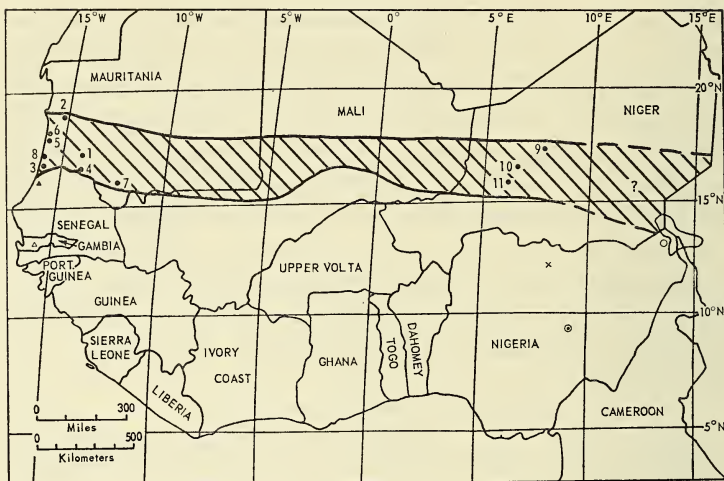 15°W 10°W 5°W 0° 5°E 10°E
MAURITANIA
MALI
NIGER
20°N
2
6
5
8
3
1
4
7
9
10
11
?
15°N
SENEGAL
GAMBIA
PORT.
GUINEA
GUINEA
SIERRA
LEONE
LIBERIA
IVORY
COAST
UPPER VOLTA
GHANA
TOGO
DAHOMEY
NIGERIA
x
10°N
CAMEROON
5°N
0 300
Miles
0 500
Kilometers